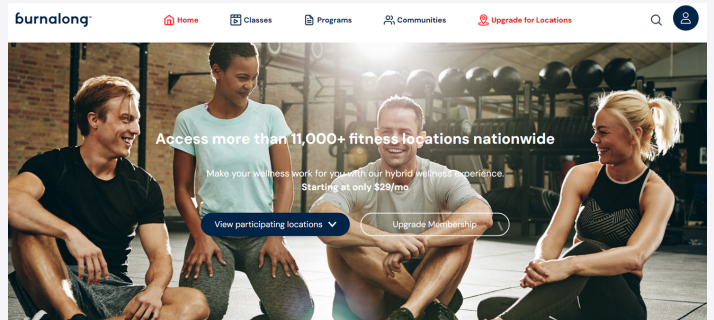 burnalong
Home
Classes
Programs
Communities
Upgrade for Locations
Access more than 11,000+ fitness locations nationwide
Make your wellness work for you with our hybrid wellness experience.
Starting at only $29/mo
View participating locations
Upgrade Membership